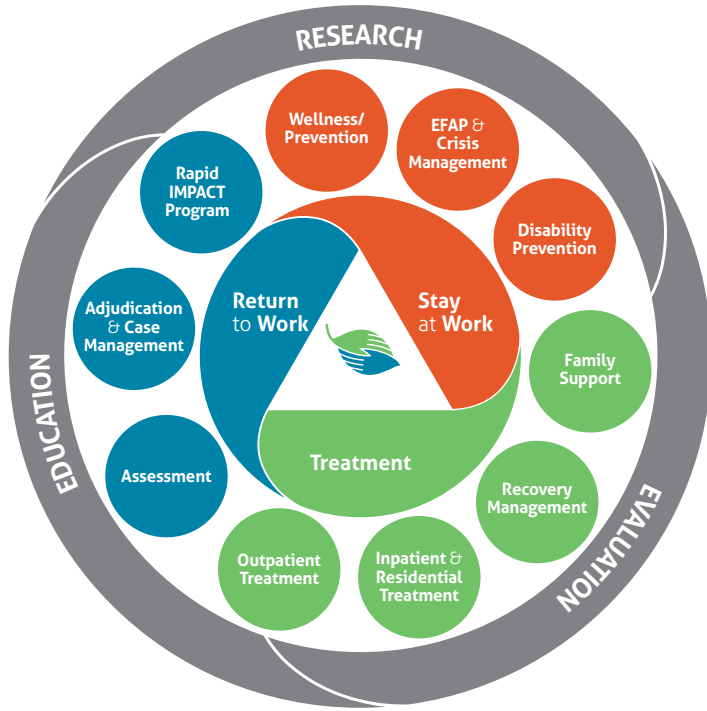 RESEARCH
Wellness/
Prevention
EFAP &
Crisis
Management
Disability
Prevention
Family
Support
Recovery
Management
Inpatient &
Residential
Treatment
Outpatient
Treatment
Assessment
Adjudication
& Case
Management
Rapid
IMPACT
Program
Return
to Work
Stay
at Work
Treatment
EDUCATION
EVALUATION